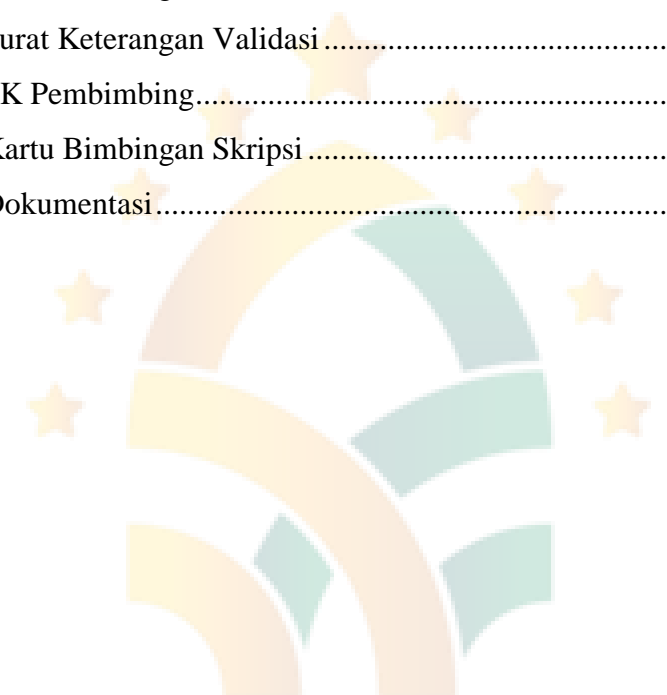 urat Keterangan Validasi.......................................
K Pembimbing.......................................................
Kartu Bimbingan Skripsi.........................................
Dokumentasi............................................................